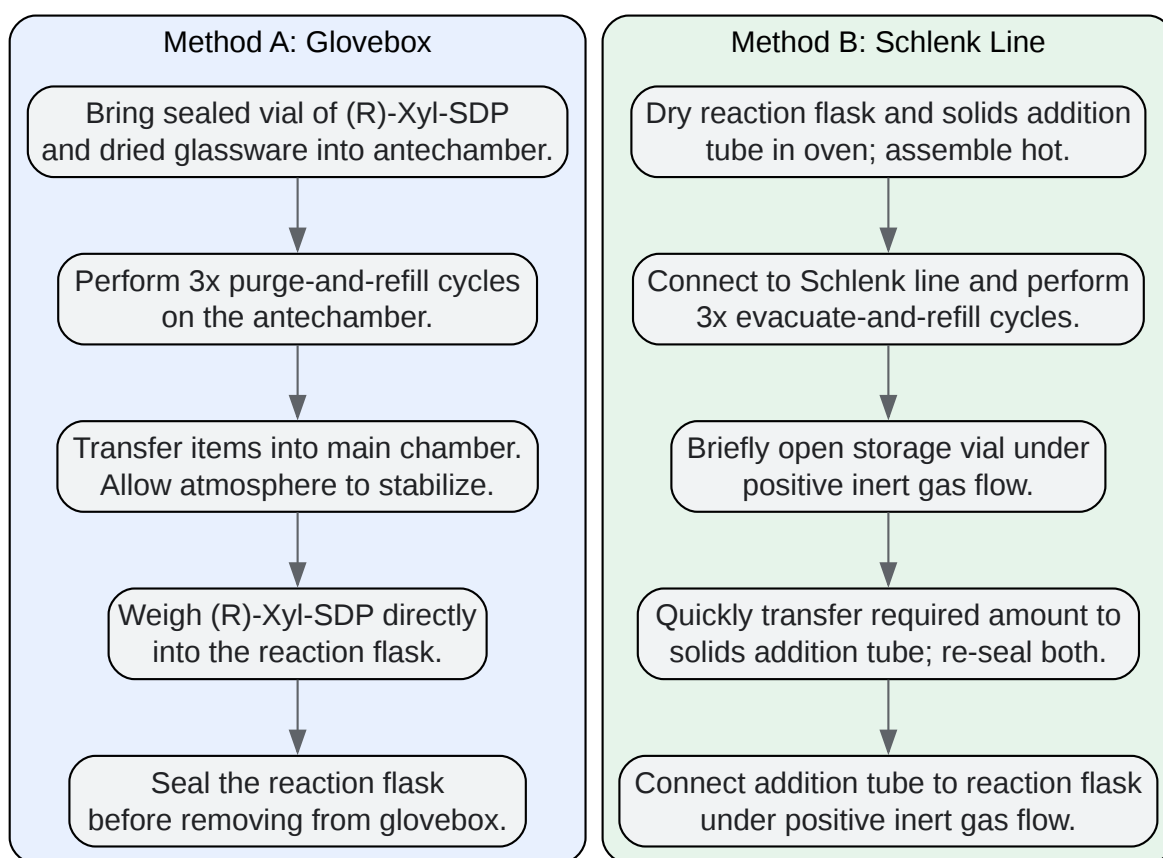 Method A: Glovebox
Bring sealed vial of (R)-Xyl-SDP
and dried glassware into antechamber.
Perform 3x purge-and-refill cycles
on the antechamber.
Transfer items into main chamber.
Allow atmosphere to stabilize.
Weigh (R)-Xyl-SDP directly
into the reaction flask.
Seal the reaction flask
before removing from glovebox.
Method B: Schlenk Line
Dry reaction flask and solids addition
tube in oven; assemble hot.
Connect to Schlenk line and perform
3x evacuate-and-refill cycles.
Briefly open storage vial under
positive inert gas flow.
Quickly transfer required amount to
solids addition tube; re-seal both.
Connect addition tube to reaction flask
under positive inert gas flow.